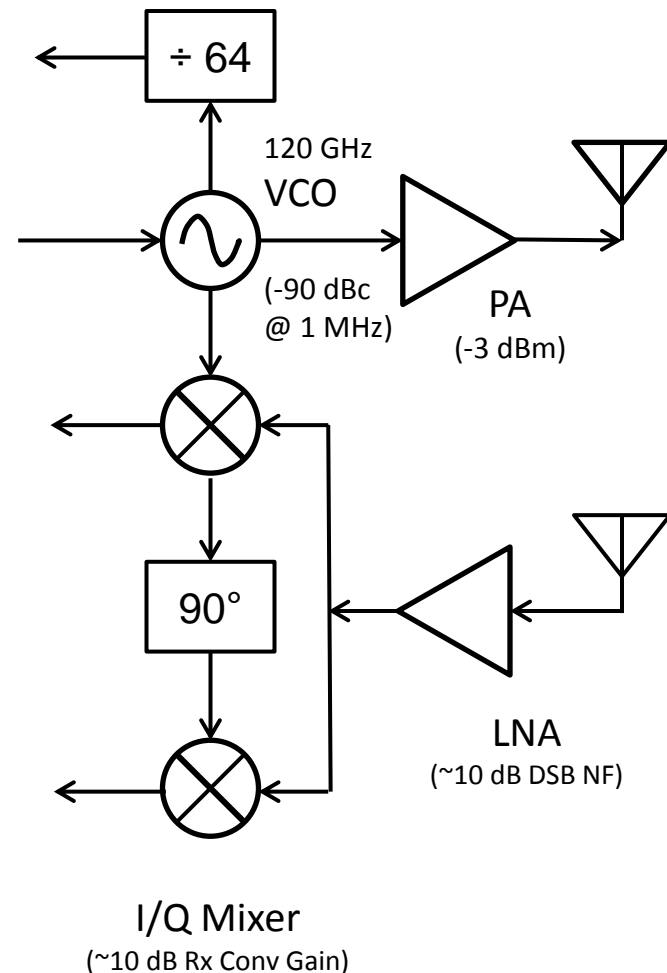 ÷ 64
120 GHz
VCO
(-90 dBc
@ 1 MHz)
PA
(-3 dBm)
90°
LNA
(~10 dB DSB NF)
I/Q Mixer
(~10 dB Rx Conv Gain)